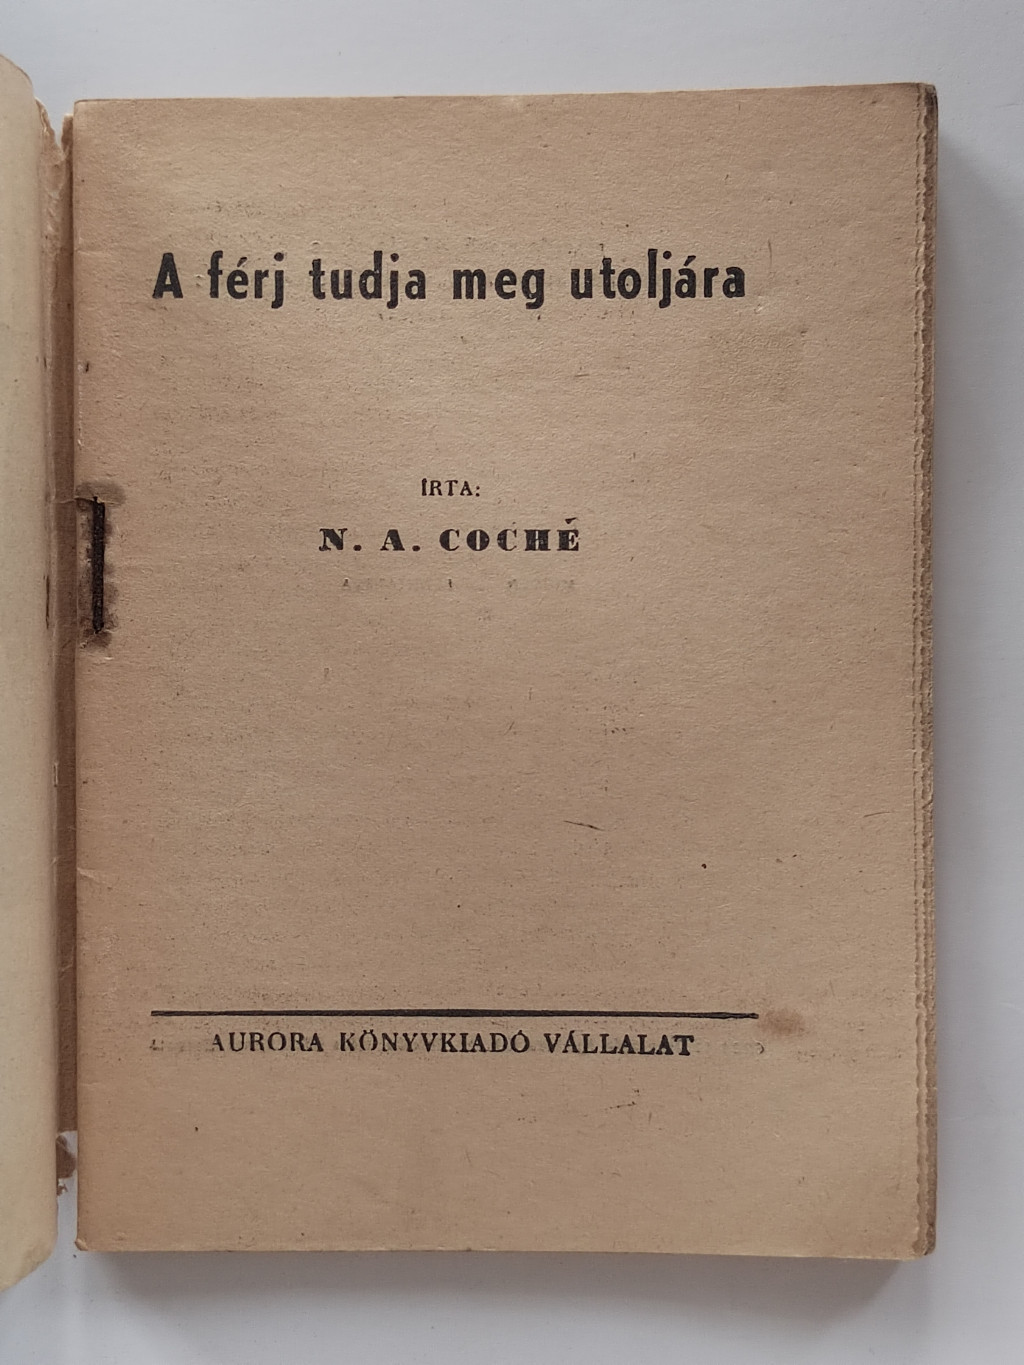 A férj tudja meg utoljára
ÍRTA:
N. A. COCHÉ
AURORA KÖNYVKIADÓ VÁLLALAT